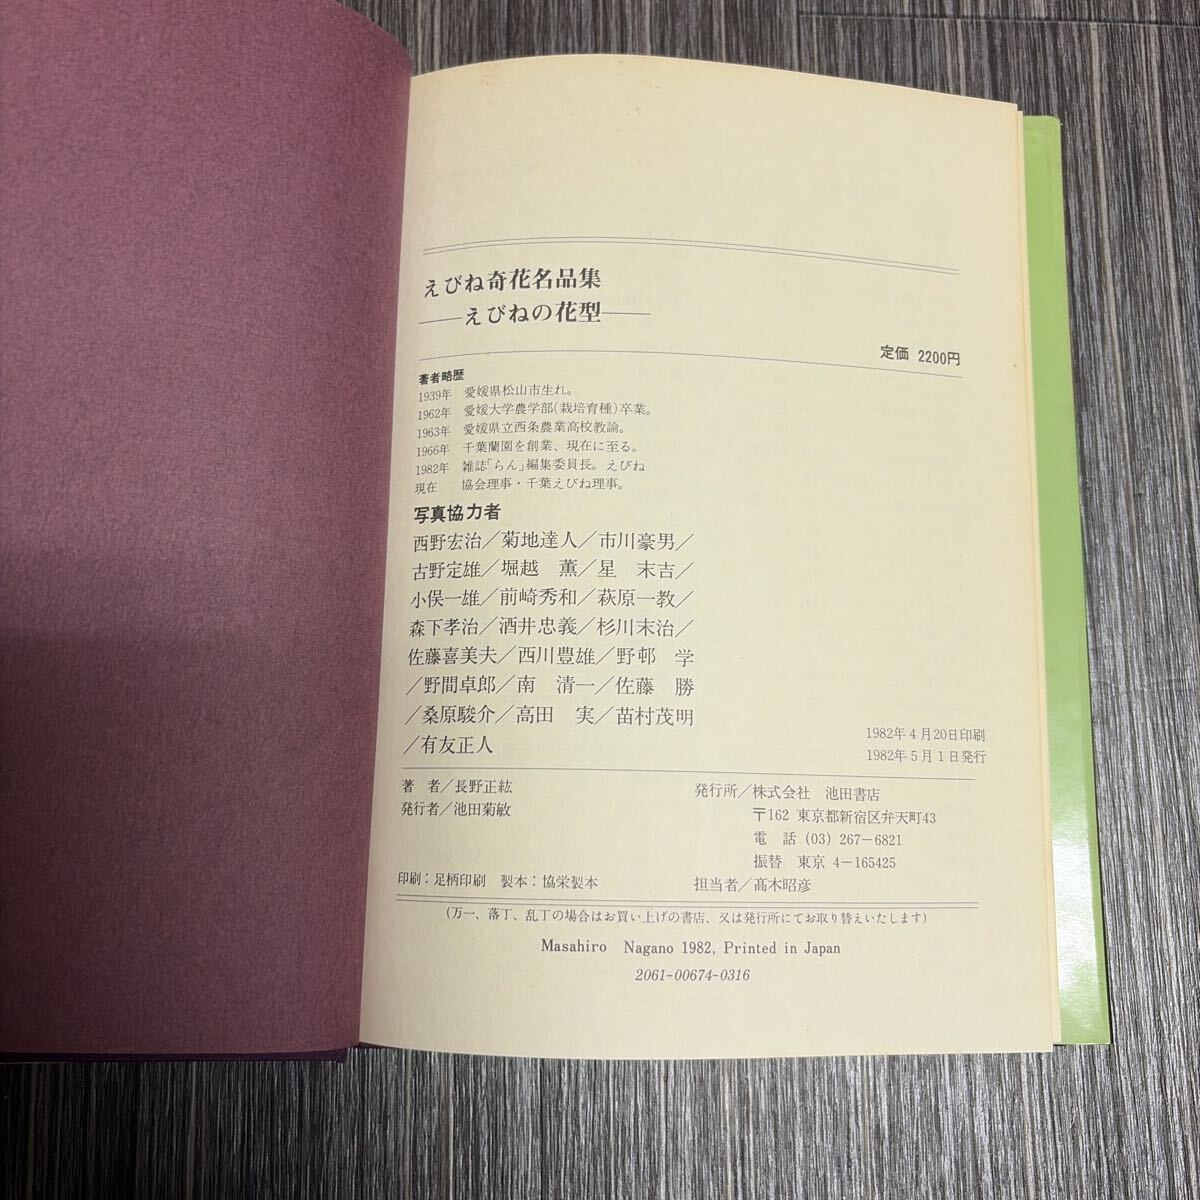 えびね奇花名品集
――えびねの花型――
定価 2200円
著者略歴
1939年 愛媛県松山市生れ。
1962年 愛媛大学農学部(栽培育種)卒業。
1963年 愛媛県立西条農業高校教諭。
1966年 千葉蘭園を創業、現在に至る。
1982年 雑誌「らん」編集委員長。えびね
現在 協会理事・千葉えびね理事。
写真協力者
西野宏治／菊地達人／市川豪男／
古野定雄／堀越 薫／星 末吉／
小俣一雄／前崎秀和／萩原一教／
森下孝治／酒井忠義／杉川末治／
佐藤喜美夫／西川豊雄／野邨 学
／野間卓郎／南 清一／佐藤 勝
／桑原駿介／高田 実／苗村茂明
／有友正人
1982年4月20日印刷
1982年5月1日発行
著 者／長野正紘
発行者／池田菊敏
発行所／株式会社 池田書店
〒162 東京都新宿区弁天町43
電 話 (03) 267-6821
振替 東京 4-165425
印刷：足柄印刷 製本：協栄製本
担当者／髙木昭彦
(万一、落丁、乱丁の場合はお買い上げの書店、又は発行所にてお取り替えいたします)
Masahiro Nagano 1982, Printed in Japan
2061-00674-0316